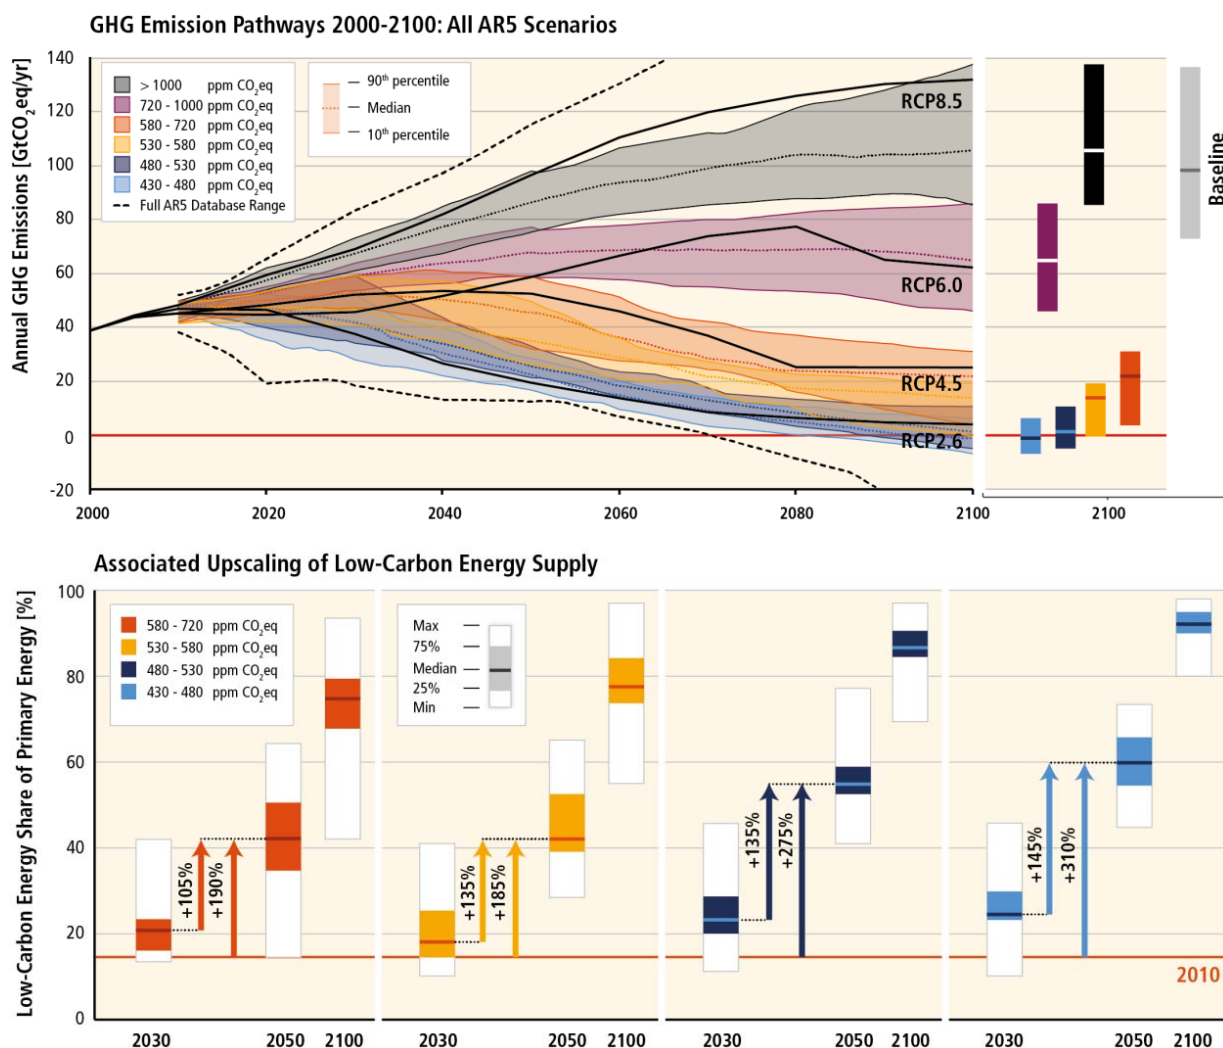 GHG Emission Pathways 2000-2100: All AR5 Scenarios
Annual GHG Emissions [GtCO₂eq/yr]
140
120
100
80
60
40
20
0
-20
> 1000 ppm CO₂eq
720 - 1000 ppm CO₂eq
580 - 720 ppm CO₂eq
530 - 580 ppm CO₂eq
480 - 530 ppm CO₂eq
430 - 480 ppm CO₂eq
Full AR5 Database Range
90th percentile
Median
10th percentile
RCP8.5
RCP6.0
RCP4.5
RCP2.6
Baseline
2000 2020 2040 2060 2080 2100 2100
Associated Upscaling of Low-Carbon Energy Supply
Low-Carbon Energy Share of Primary Energy [%]
100
80
60
40
20
0
580 - 720 ppm CO₂eq
530 - 580 ppm CO₂eq
480 - 530 ppm CO₂eq
430 - 480 ppm CO₂eq
Max
75%
Median
25%
Min
+105%
+190%
+135%
+185%
+135%
+275%
+145%
+310%
2010
2030 2050 2100 2030 2050 2100 2030 2050 2100 2030 2050 2100